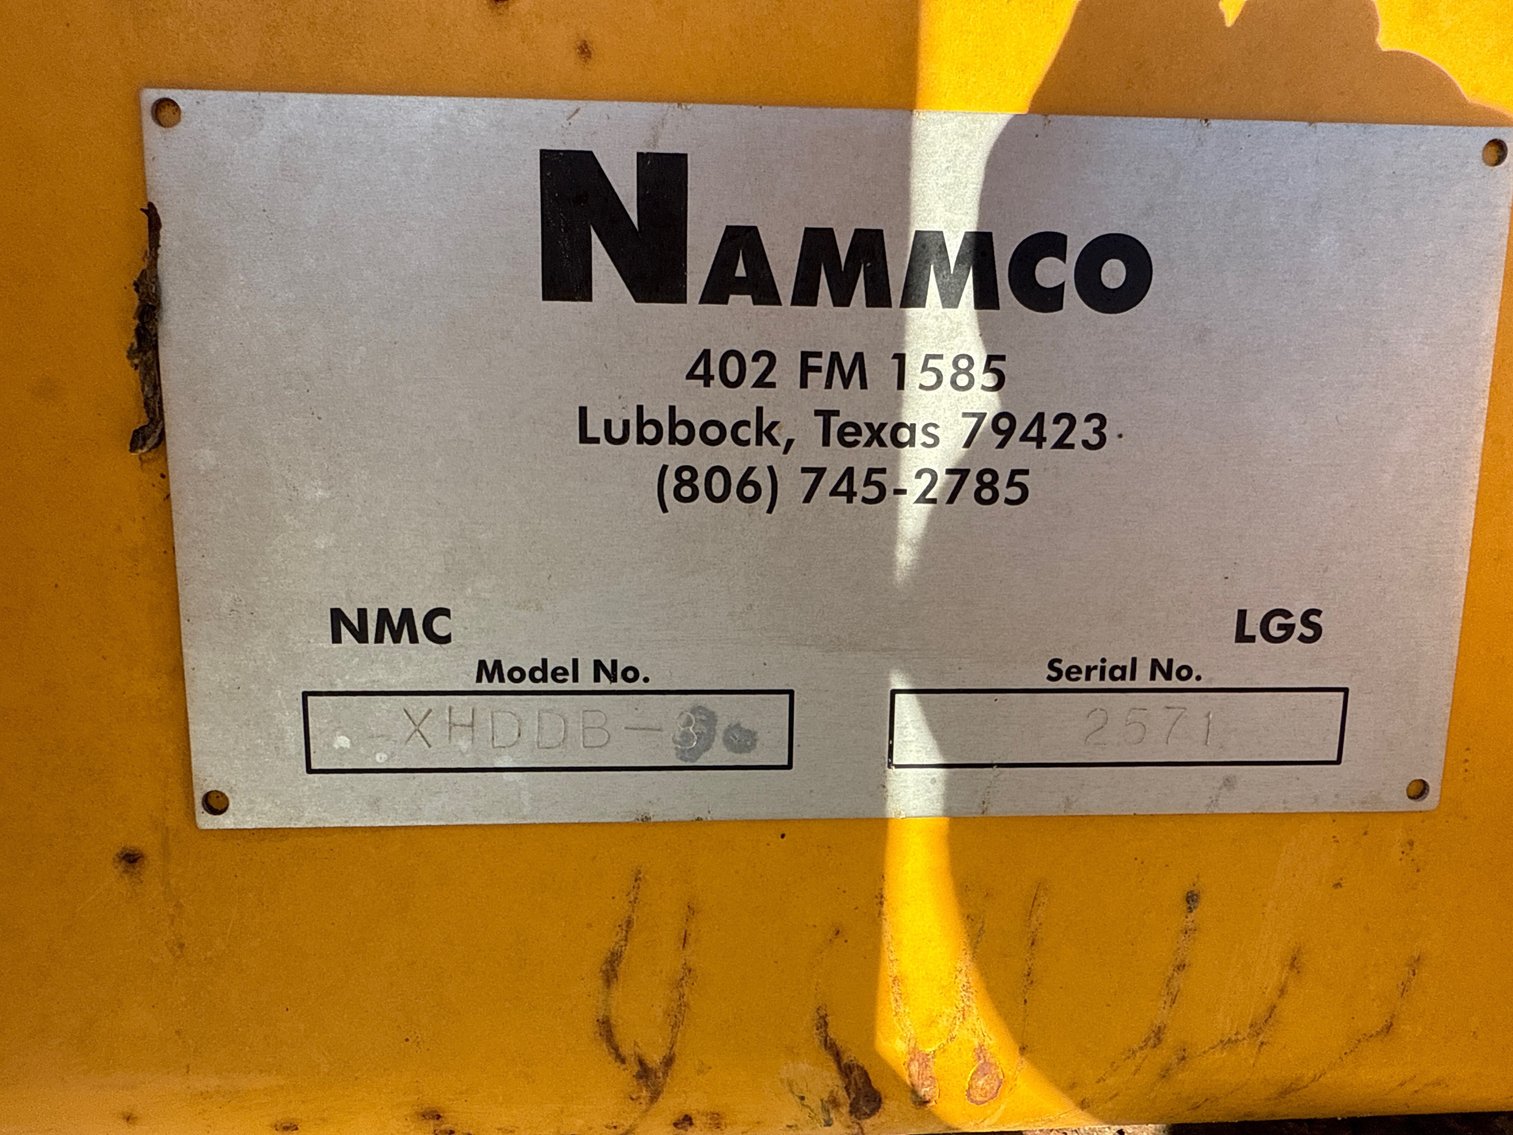 NAMMCO
402 FM 1585
Lubbock, Texas 79423
(806) 745-2785
NMC LGS
Model No. Serial No.
XHDDB- 2571